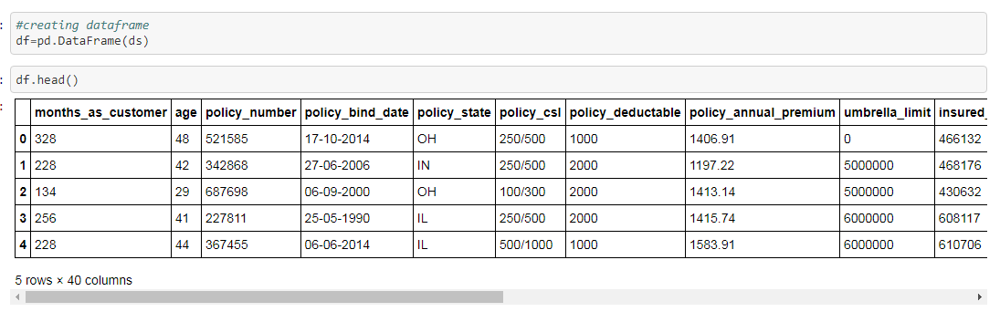 #creating dataframe
df=pd.DataFrame(ds)
df.head()
months_as_customer age policy_number policy_bind_date policy_state policy_csl policy_deductable policy_annual_premium umbrella_limit insured_
0 328 48 521585 17-10-2014 OH 250/500 1000 1406.91 0 466132
1 228 42 342868 27-06-2006 IN 250/500 2000 1197.22 5000000 468176
2 134 29 687698 06-09-2000 OH 100/300 2000 1413.14 5000000 430632
3 256 41 227811 25-05-1990 IL 250/500 2000 1415.74 6000000 608117
4 228 44 367455 06-06-2014 IL 500/1000 1000 1583.91 6000000 610706
5 rows × 40 columns